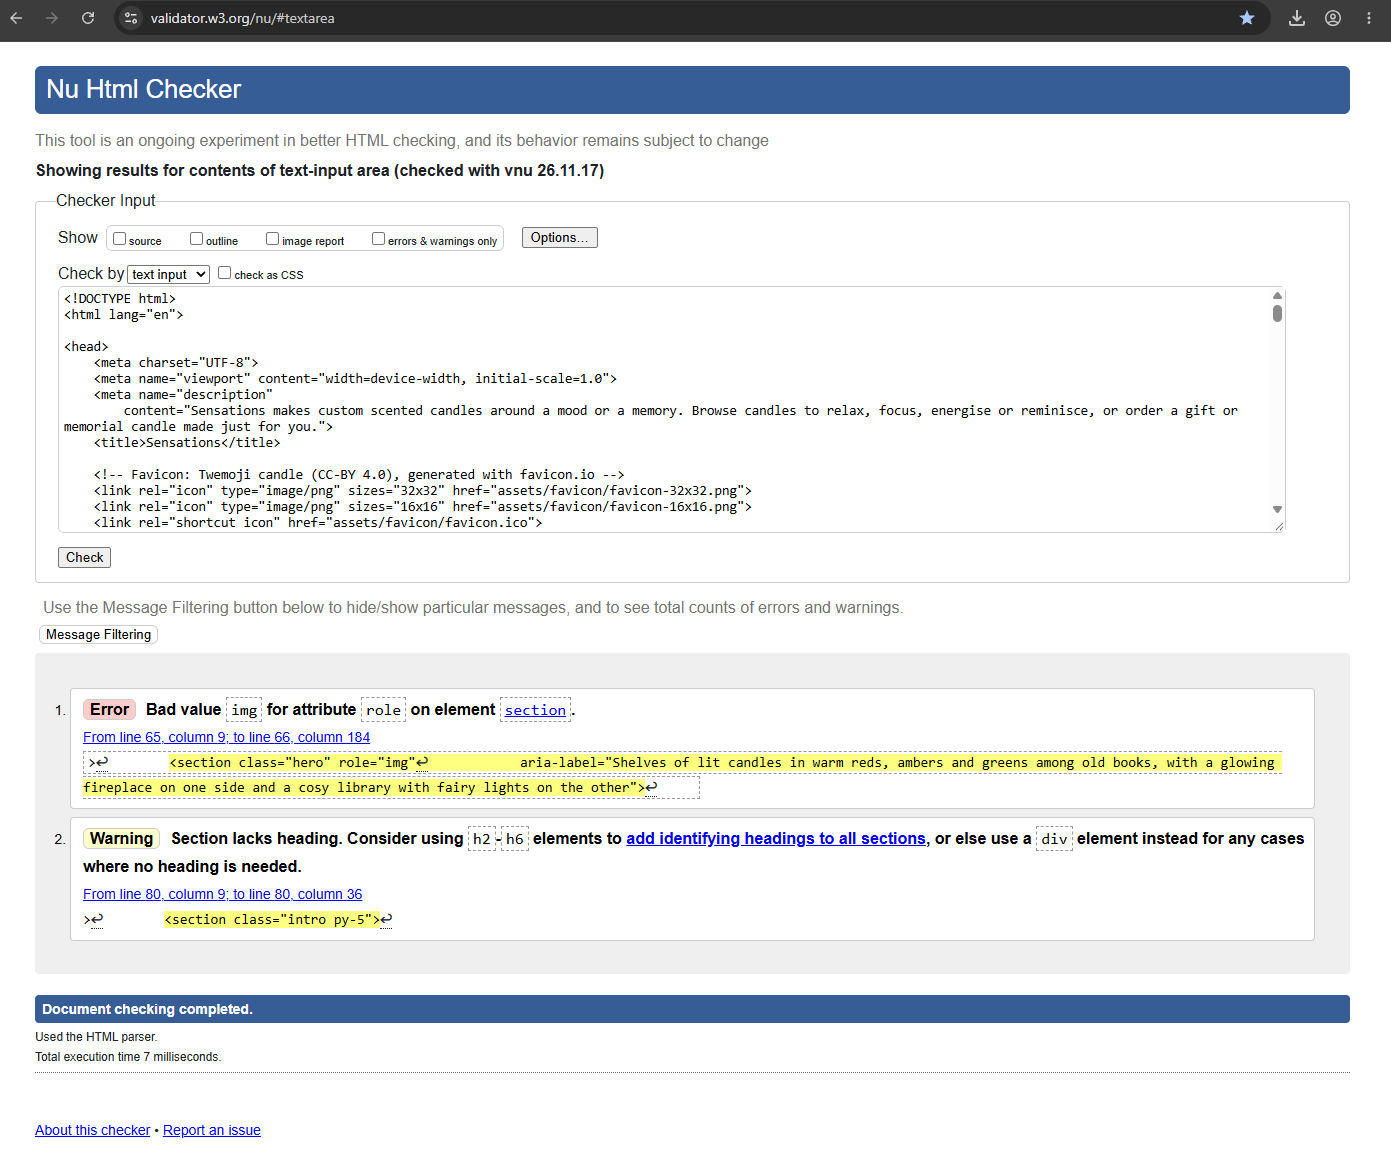 validator.w3.org/nu/#textarea
Nu Html Checker
This tool is an ongoing experiment in better HTML checking, and its behavior remains subject to change
Showing results for contents of text-input area (checked with vnu 26.11.17)
Checker Input
Show source outline image report errors & warnings only Options...
Check by text input check as CSS
<!DOCTYPE html>
<html lang="en">
<head>
<meta charset="UTF-8">
<meta name="viewport" content="width=device-width, initial-scale=1.0">
<meta name="description"
content="Sensations makes custom scented candles around a mood or a memory. Browse candles to relax, focus, energise or reminisce, or order a gift or
memorial candle made just for you.">
<title>Sensations</title>
<!-- Favicon: Twemoji candle (CC-BY 4.0), generated with favicon.io -->
<link rel="icon" type="image/png" sizes="32x32" href="assets/favicon/favicon-32x32.png">
<link rel="icon" type="image/png" sizes="16x16" href="assets/favicon/favicon-16x16.png">
<link rel="shortcut icon" href="assets/favicon/favicon.ico">
Check
Use the Message Filtering button below to hide/show particular messages, and to see total counts of errors and warnings.
Message Filtering
1. Error Bad value img for attribute role on element section.
From line 65, column 9; to line 66, column 184
>↩ <section class="hero" role="img"↩ aria-label="Shelves of lit candles in warm reds, ambers and greens among old books, with a glowing
fireplace on one side and a cosy library with fairy lights on the other">↩
2. Warning Section lacks heading. Consider using h2-h6 elements to add identifying headings to all sections, or else use a div element instead for any cases
where no heading is needed.
From line 80, column 9; to line 80, column 36
>↩ <section class="intro py-5">↩
Document checking completed.
Used the HTML parser.
Total execution time 7 milliseconds.
About this checker • Report an issue